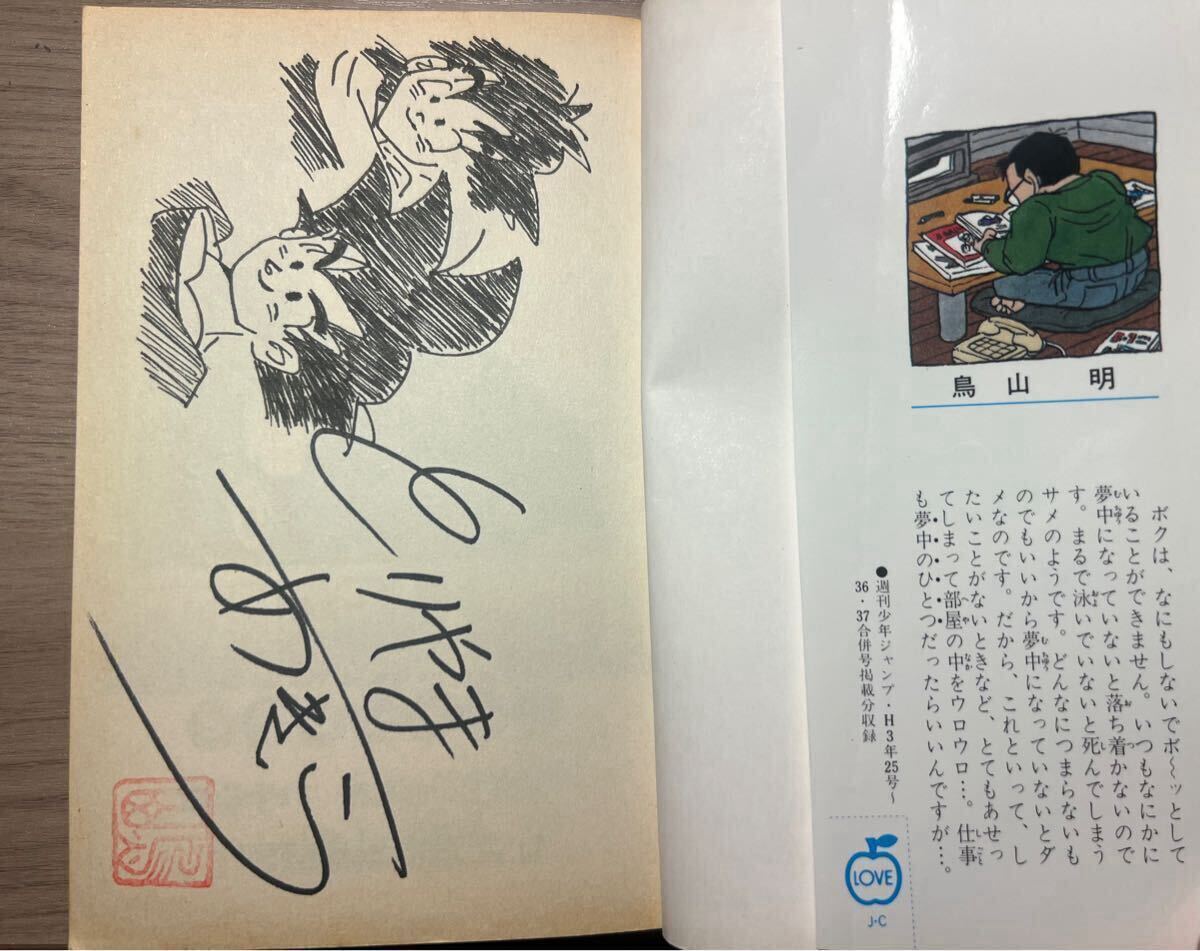 とりやま
あきら
鳥山 明
ボクは、なにもしないでボ〜ッとして
いることができません。いつもなにかに
夢中になっていないと落ち着かないので
す。まるで泳いでいないと死んでしまう
サメのようです。どんなにつまらないも
のでもいいから夢中になっていないとダ
メなのです。だから、これといって、し
たいことがないときなど、とてもあせっ
てしまって部屋の中をウロウロ…。仕事
も夢中のひとつだったらいいんですが…。
●週刊少年ジャンプ・H3年25号〜
36・37合併号掲載分収録
LOVE
J・C